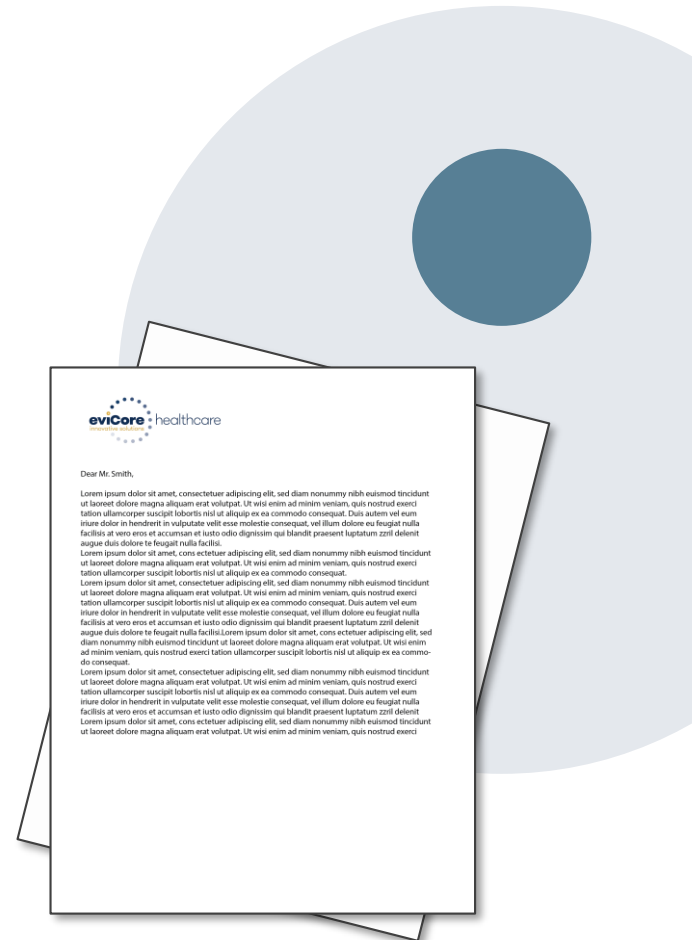 eviCore healthcare
innovative solutions
Dear Mr. Smith,
Lorem ipsum dolor sit amet, consectetuer adipiscing elit, sed diam nonummy nibh euismod tincidunt
ut laoreet dolore magna aliquam erat volutpat. Ut wisi enim ad minim veniam, quis nostrud exerci
tation ullamcorper suscipit lobortis nisl ut aliquip ex ea commodo consequat. Duis autem vel eum
iriure dolor in hendrerit in vulputate velit esse molestie consequat, vel illum dolore eu feugiat nulla
facilisis at vero eros et accumsan et iusto odio dignissim qui blandit praesent luptatum zzril delenit
augue duis dolore te feugait nulla facilisi.
Lorem ipsum dolor sit amet, cons ectetuer adipiscing elit, sed diam nonummy nibh euismod tincidunt
ut laoreet dolore magna aliquam erat volutpat. Ut wisi enim ad minim veniam, quis nostrud exerci
tation ullamcorper suscipit lobortis nisl ut aliquip ex ea commodo consequat.
Lorem ipsum dolor sit amet, consectetuer adipiscing elit, sed diam nonummy nibh euismod tincidunt
ut laoreet dolore magna aliquam erat volutpat. Ut wisi enim ad minim veniam, quis nostrud exerci
tation ullamcorper suscipit lobortis nisl ut aliquip ex ea commodo consequat. Duis autem vel eum
iriure dolor in hendrerit in vulputate velit esse molestie consequat, vel illum dolore eu feugiat nulla
facilisis at vero eros et accumsan et iusto odio dignissim qui blandit praesent luptatum zzril delenit
augue duis dolore te feugait nulla facilisi.Lorem ipsum dolor sit amet, cons ectetuer adipiscing elit, sed
diam nonummy nibh euismod tincidunt ut laoreet dolore magna aliquam erat volutpat. Ut wisi enim
ad minim veniam, quis nostrud exerci tation ullamcorper suscipit lobortis nisl ut aliquip ex ea commo-
do consequat.
Lorem ipsum dolor sit amet, consectetuer adipiscing elit, sed diam nonummy nibh euismod tincidunt
ut laoreet dolore magna aliquam erat volutpat. Ut wisi enim ad minim veniam, quis nostrud exerci
tation ullamcorper suscipit lobortis nisl ut aliquip ex ea commodo consequat. Duis autem vel eum
iriure dolor in hendrerit in vulputate velit esse molestie consequat, vel illum dolore eu feugiat nulla
facilisis at vero eros et accumsan et iusto odio dignissim qui blandit praesent luptatum zzril delenit
Lorem ipsum dolor sit amet, cons ectetuer adipiscing elit, sed diam nonummy nibh euismod tincidunt
ut laoreet dolore magna aliquam erat volutpat. Ut wisi enim ad minim veniam, quis nostrud exerci